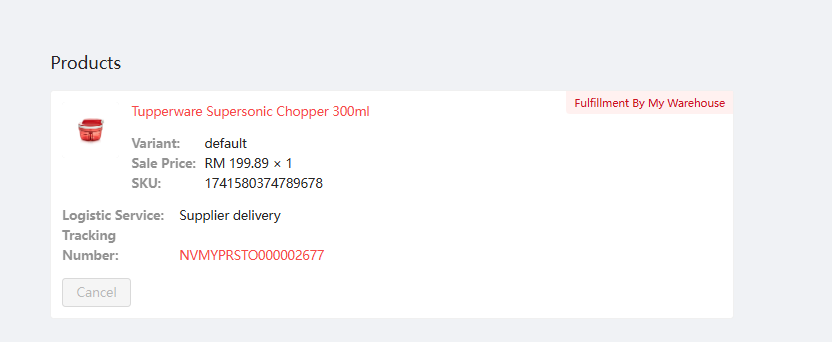 Products
Fulfillment By My Warehouse
Tupperware Supersonic Chopper 300ml
Variant: default
Sale Price: RM 199.89 × 1
SKU: 1741580374789678
Logistic Service: Supplier delivery
Tracking
Number: NVMYPRSTO000002677
Cancel